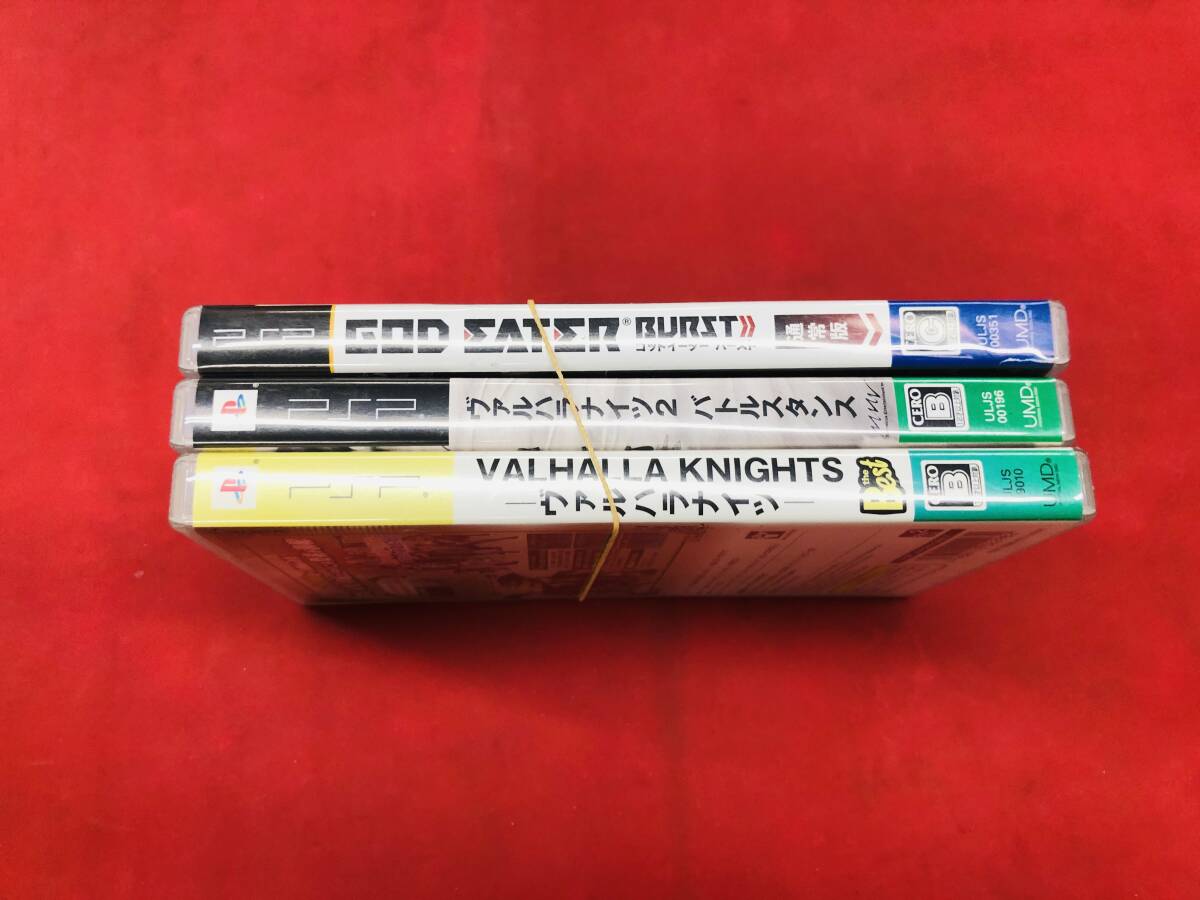 PSP
GOD EATER® BURST
ゴッドイーター バースト
通常版
CERO
C
ULJS
00351
UMD®
PSP
ヴァルハラナイツ2 バトルスタンス
CERO
B
ULJS
00196
UMD®
PSP
VALHALLA KNIGHTS
—ヴァルハラナイツ—
the Best
CERO
B
ULJS
UMD®